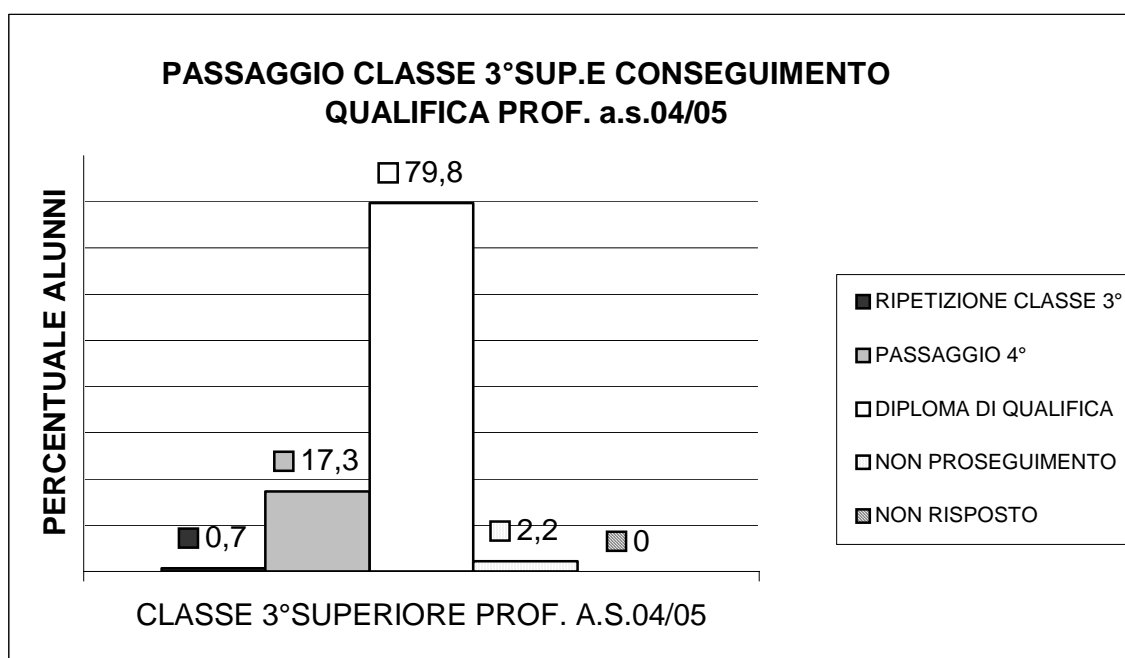 PASSAGGIO CLASSE 3°SUP.E CONSEGUIMENTO
QUALIFICA PROF. a.s.04/05
PERCENTUALE ALUNNI
79,8
17,3
0,7
2,2
0
CLASSE 3°SUPERIORE PROF. A.S.04/05
RIPETIZIONE CLASSE 3°
PASSAGGIO 4°
DIPLOMA DI QUALIFICA
NON PROSEGUIMENTO
NON RISPOSTO